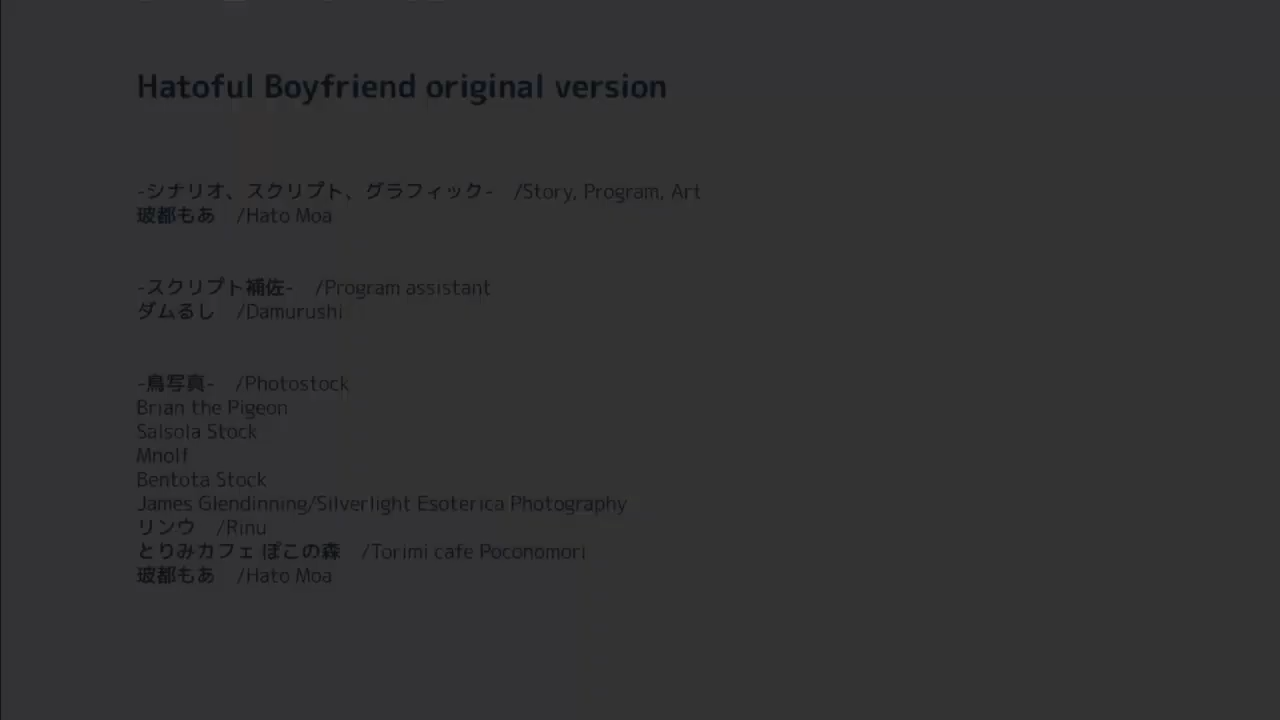 Hatoful Boyfriend original version
-シナリオ、スクリプト、グラフィック-　/Story, Program, Art
玻都もあ　/Hato Moa
-スクリプト補佐-　/Program assistant
ダムるし　/Damurushi
-鳥写真-　/Photostock
Brian the Pigeon
Salsola Stock
Mnolf
Bentota Stock
James Glendinning/Silverlight Esoterica Photography
リンウ　/Rinu
とりみカフェ ぽこの森　/Torimi cafe Poconomori
玻都もあ　/Hato Moa